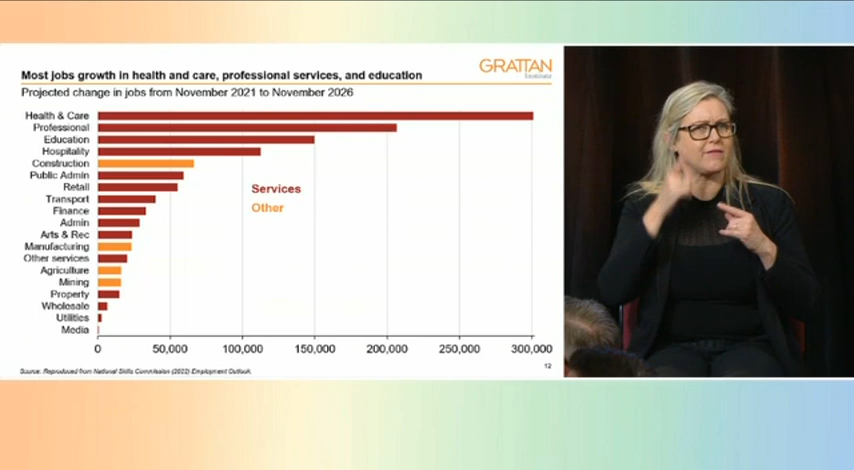 GRATTAN
Institute
Most jobs growth in health and care, professional services, and education
Projected change in jobs from November 2021 to November 2026
Health & Care
Professional
Education
Hospitality
Construction
Public Admin
Retail
Transport
Finance
Admin
Arts & Rec
Manufacturing
Other services
Agriculture
Mining
Property
Wholesale
Utilities
Media
Services
Other
0 50,000 100,000 150,000 200,000 250,000 300,000
Source: Reproduced from National Skills Commission (2022) Employment Outlook.
12